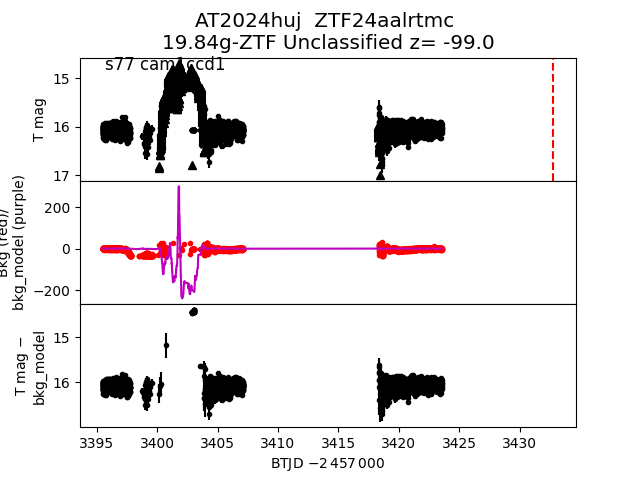 AT2024huj  ZTF24aalrtmc
19.84g-ZTF Unclassified z= -99.0
s77 cam1 ccd1
T mag
15
16
17
Bkg (red)/
bkg_model (purple)
200
0
−200
T mag −
bkg_model
15
16
3395 3400 3405 3410 3415 3420 3425 3430
BTJD −2 457 000